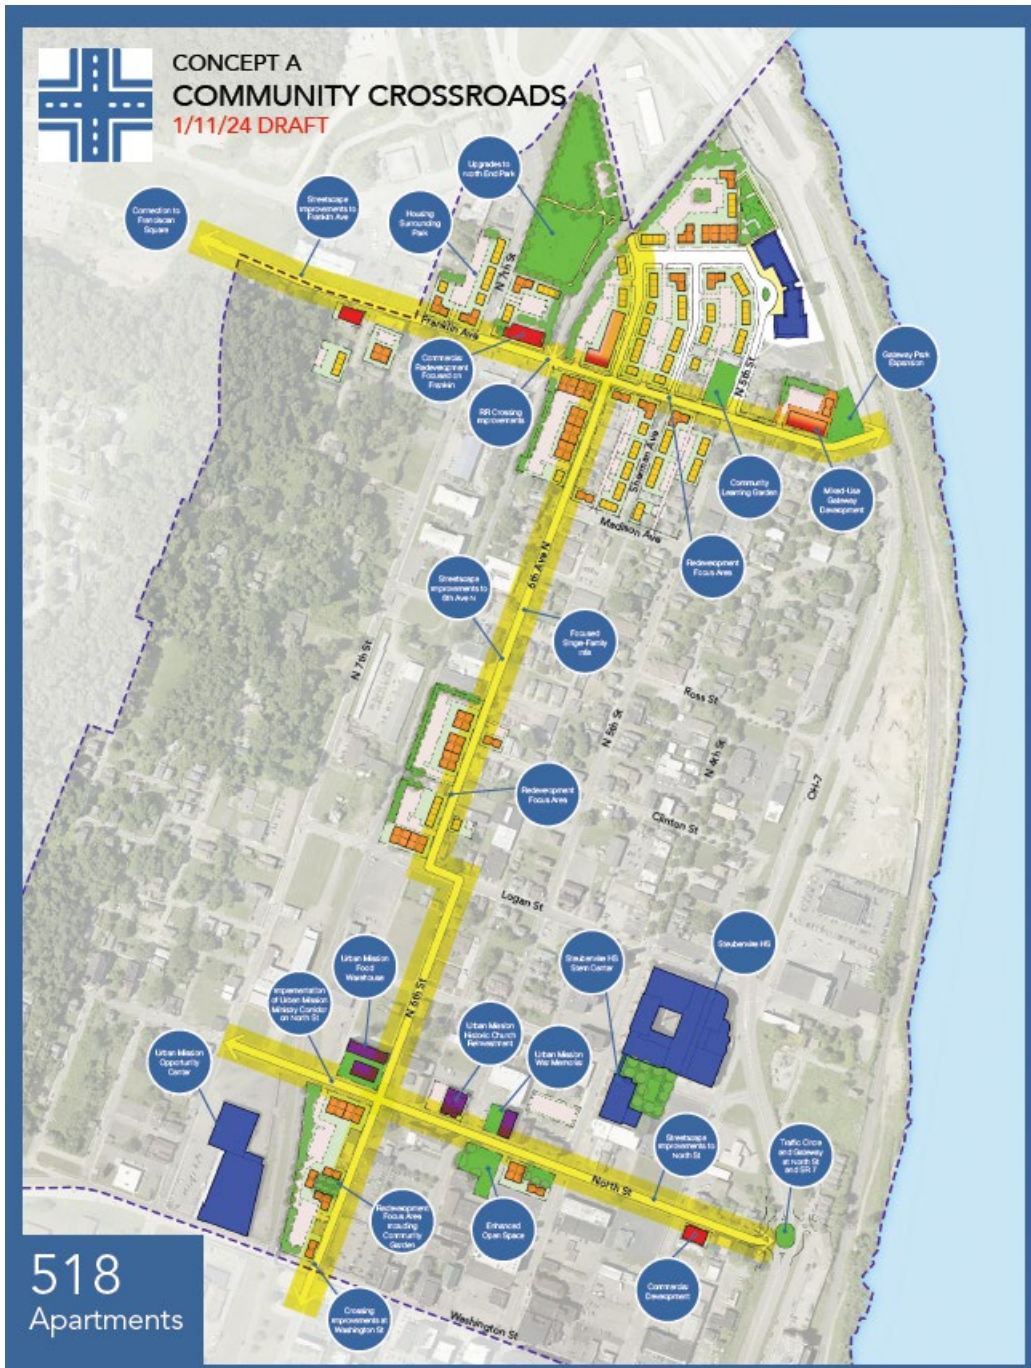 CONCEPT A
COMMUNITY CROSSROADS
1/11/24 DRAFT
Upgrades to
north End Park
Streetscape
improvements to
Franklin Ave
Connection to
Franciscan
Square
Housing
Surrounding
Park
N 7th St
Franklin Ave
Commercial
Redevelopment
Focused on
Franklin
RR Crossing
improvements
N 5th St
Gateway Park
Expansion
Sherman Ave
Community
Learning Garden
Mixed-Use
Gateway
Development
Madison Ave
Redevelopment
Focus Area
6th Ave N
Streetscape
improvements to
6th Ave N
Focused
Single-Family
infill
N 7th St
Ross St
N 5th St
N 4th St
OH-7
Redevelopment
Focus Area
Clinton St
Logan St
Steubenville HS
Steubenville HS
Stem Center
Urban Mission
Food
Warehouse
Implementation
of Urban Mission
Ministry Corridor
on North St
N 6th St
Urban Mission
Historic Church
Reinvestment
Urban Mission
War Memorial
Urban Mission
Opportunity
Center
Streetscape
improvements to
North St
Traffic Circle
and Gateway
at North St
and SR 7
North St
Redevelopment
Focus Area
including
Community
Garden
Enhanced
Open Space
Commercial
Development
Crossing
improvements at
Washington St
Washington St
518
Apartments